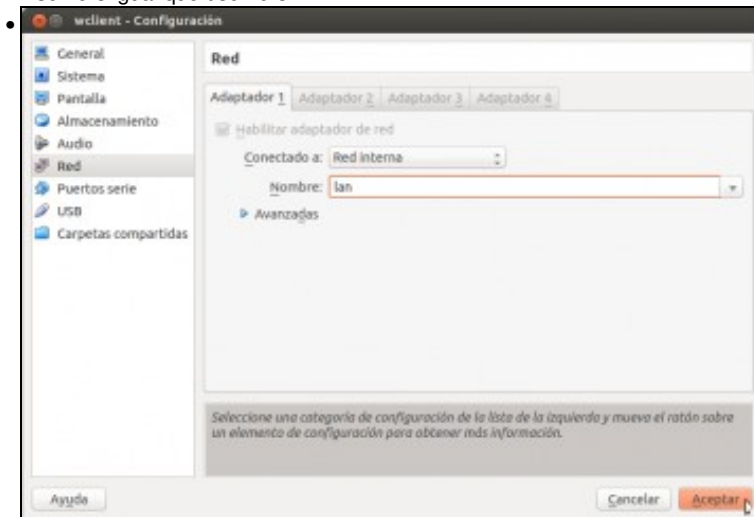 wclient - Configuración
General
Sistema
Pantalla
Almacenamiento
Audio
Red
Puertos serie
USB
Carpetas compartidas
Red
Adaptador 1 Adaptador 2 Adaptador 3 Adaptador 4
Habilitar adaptador de red
Conectado a: Red interna
Nombre: lan
Avanzadas
Seleccione una categoría de configuración de la lista de la izquierda y mueva el ratón sobre
un elemento de configuración para obtener más información.
Ayuda
Cancelar Aceptar